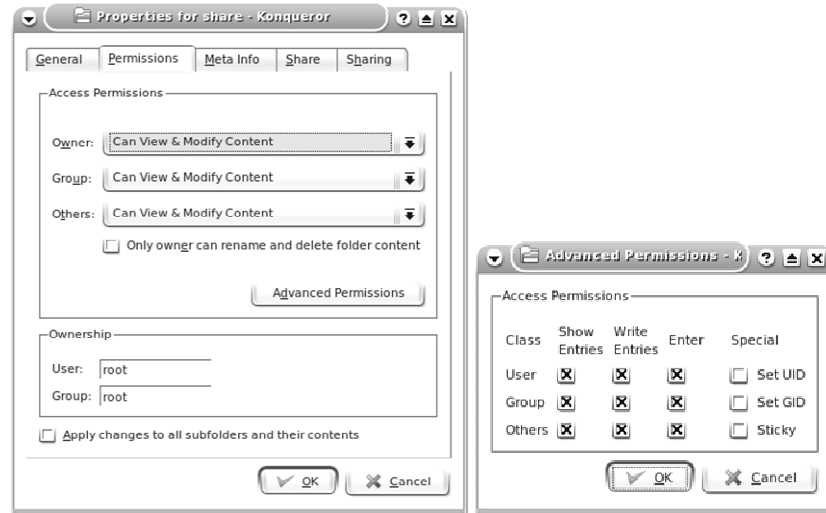 Properties for share - Konqueror
General Permissions Meta Info Share Sharing
Access Permissions
Owner: Can View & Modify Content
Group: Can View & Modify Content
Others: Can View & Modify Content
Only owner can rename and delete folder content
Advanced Permissions
Ownership
User: root
Group: root
Apply changes to all subfolders and their contents
OK Cancel
Advanced Permissions - K
Access Permissions
Class Show Entries Write Entries Enter Special
User Set UID
Group Set GID
Others Sticky
OK Cancel